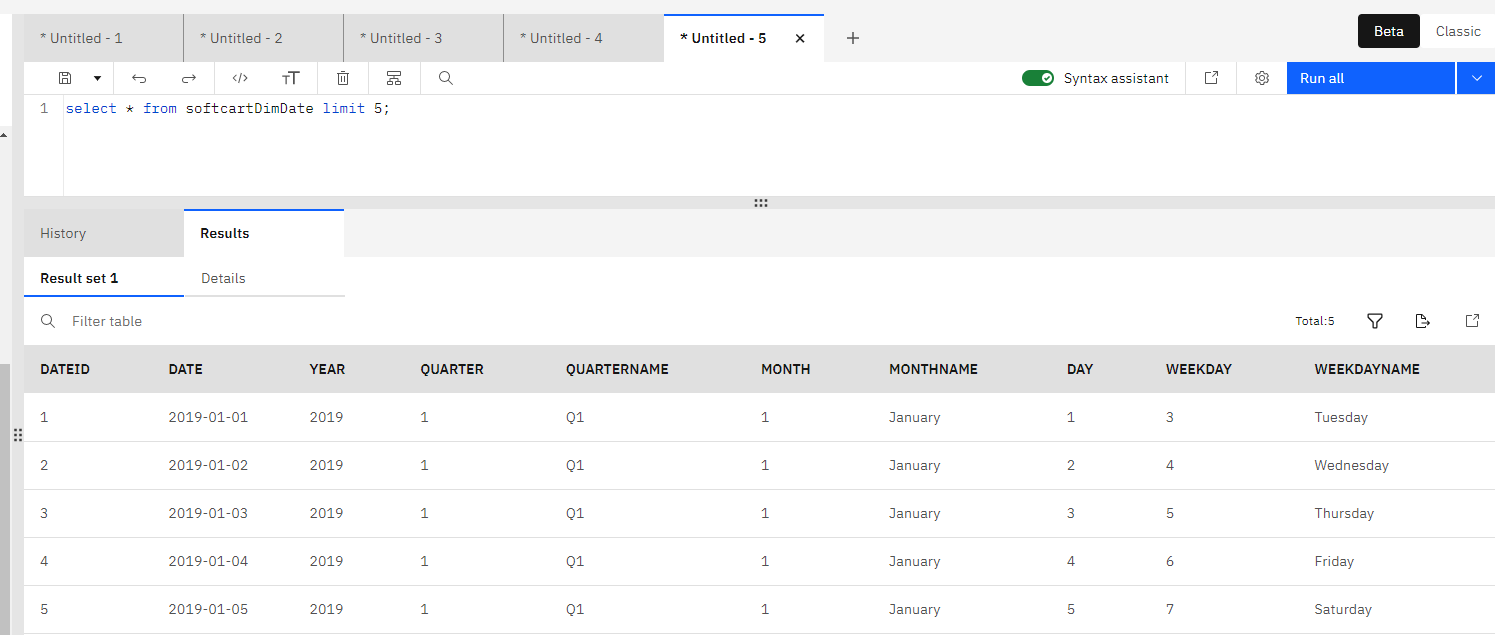 * Untitled - 1 * Untitled - 2 * Untitled - 3 * Untitled - 4 * Untitled - 5 × + Beta Classic
Syntax assistant Run all
1 select * from softcartDimDate limit 5;
History Results
Result set 1 Details
Filter table Total:5
DATEID DATE YEAR QUARTER QUARTERNAME MONTH MONTHNAME DAY WEEKDAY WEEKDAYNAME
1 2019-01-01 2019 1 Q1 1 January 1 3 Tuesday
2 2019-01-02 2019 1 Q1 1 January 2 4 Wednesday
3 2019-01-03 2019 1 Q1 1 January 3 5 Thursday
4 2019-01-04 2019 1 Q1 1 January 4 6 Friday
5 2019-01-05 2019 1 Q1 1 January 5 7 Saturday